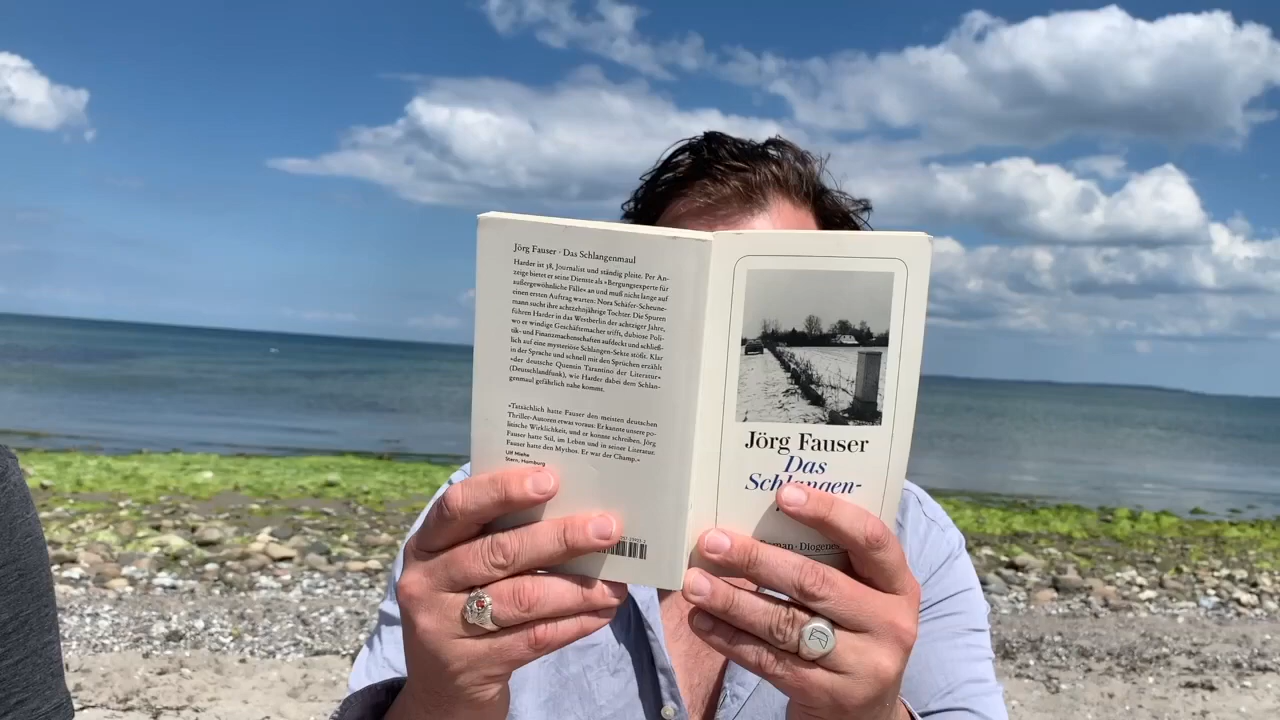 Jörg Fauser · Das Schlangenmaul
Harder ist 38, Journalist und ständig pleite. Per An-
zeige bietet er seine Dienste als »Bergungsexperte für
außergewöhnliche Fälle« an und muß nicht lange auf
einen ersten Auftrag warten: Nora Schäfer-Scheune-
mann sucht ihre achtzehnjährige Tochter. Die Spuren
führen Harder in das Westberlin der achtziger Jahre,
wo er windige Geschäftemacher trifft, dubiose Poli-
tik- und Finanzmachenschaften aufdeckt und schließ-
lich auf eine mysteriöse Schlangen-Sekte stößt. Klar
in der Sprache und schnell mit den Sprüchen erzählt
»der deutsche Quentin Tarantino der Literatur«
(Deutschlandfunk), wie Harder dabei dem Schlan-
genmaul gefährlich nahe kommt.
»Tatsächlich hatte Fauser den meisten deutschen
Thriller-Autoren etwas voraus: Er kannte unsere po-
litische Wirklichkeit, und er konnte schreiben. Jörg
Fauser hatte Stil, im Leben und in seiner Literatur.
Fauser hatte den Mythos. Er war der Champ.«
Ulf Miehe
Stern, Hamburg
Jörg Fauser
Das
Schlangen-
Roman · Diogenes